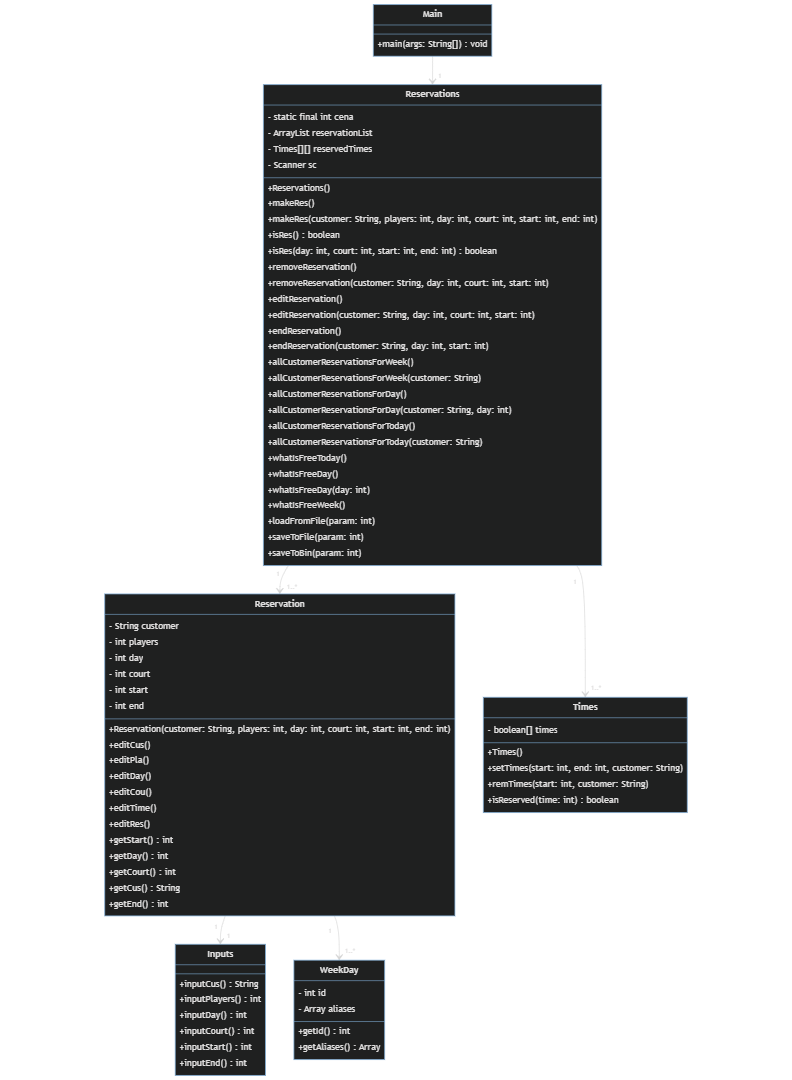 Main
+main(args: String[]) : void
1
Reservations
- static final int cena
- ArrayList reservationList
- Times[][] reservedTimes
- Scanner sc
+Reservations()
+makeRes()
+makeRes(customer: String, players: int, day: int, court: int, start: int, end: int)
+isRes() : boolean
+isRes(day: int, court: int, start: int, end: int) : boolean
+removeReservation()
+removeReservation(customer: String, day: int, court: int, start: int)
+editReservation()
+editReservation(customer: String, day: int, court: int, start: int)
+endReservation()
+endReservation(customer: String, day: int, start: int)
+allCustomerReservationsForWeek()
+allCustomerReservationsForWeek(customer: String)
+allCustomerReservationsForDay()
+allCustomerReservationsForDay(customer: String, day: int)
+allCustomerReservationsForToday()
+allCustomerReservationsForToday(customer: String)
+whatIsFreeToday()
+whatIsFreeDay()
+whatIsFreeDay(day: int)
+whatIsFreeWeek()
+loadFromFile(param: int)
+saveToFile(param: int)
+saveToBin(param: int)
1
1
1..*
Reservation
- String customer
- int players
- int day
- int court
- int start
- int end
+Reservation(customer: String, players: int, day: int, court: int, start: int, end: int)
+editCus()
+editPla()
+editDay()
+editCou()
+editTime()
+editRes()
+getStart() : int
+getDay() : int
+getCourt() : int
+getCus() : String
+getEnd() : int
1..*
Times
- boolean[] times
+Times()
+setTimes(start: int, end: int, customer: String)
+remTimes(start: int, customer: String)
+isReserved(time: int) : boolean
1
1
Inputs
+inputCus() : String
+inputPlayers() : int
+inputDay() : int
+inputCourt() : int
+inputStart() : int
+inputEnd() : int
1
1..*
WeekDay
- int id
- Array aliases
+getId() : int
+getAliases() : Array